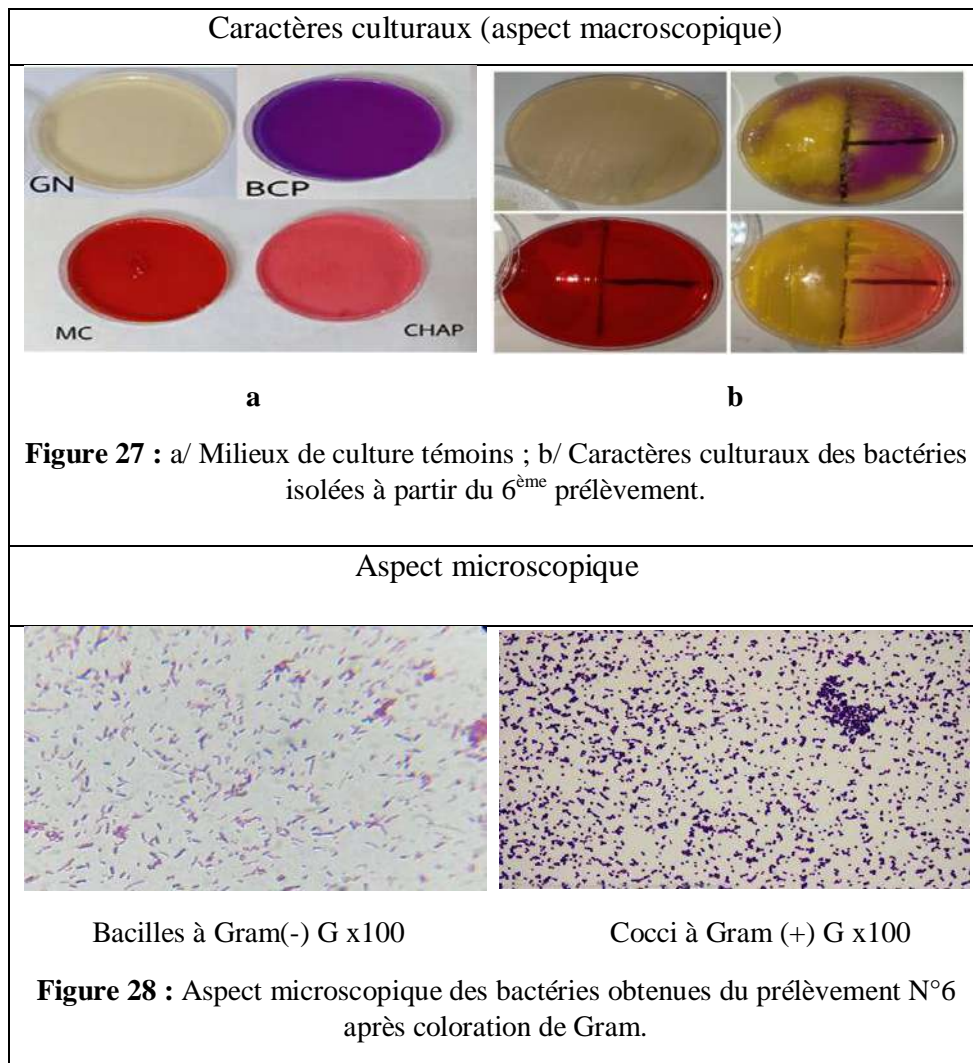 Caractères culturaux (aspect macroscopique)
GN
BCP
MC
CHAP
a
b
Figure 27 : a/ Milieux de culture témoins ; b/ Caractères culturaux des bactéries
isolées à partir du 6ème prélèvement.
Aspect microscopique
Bacilles à Gram(-) G x100
Cocci à Gram (+) G x100
Figure 28 : Aspect microscopique des bactéries obtenues du prélèvement N°6
après coloration de Gram.